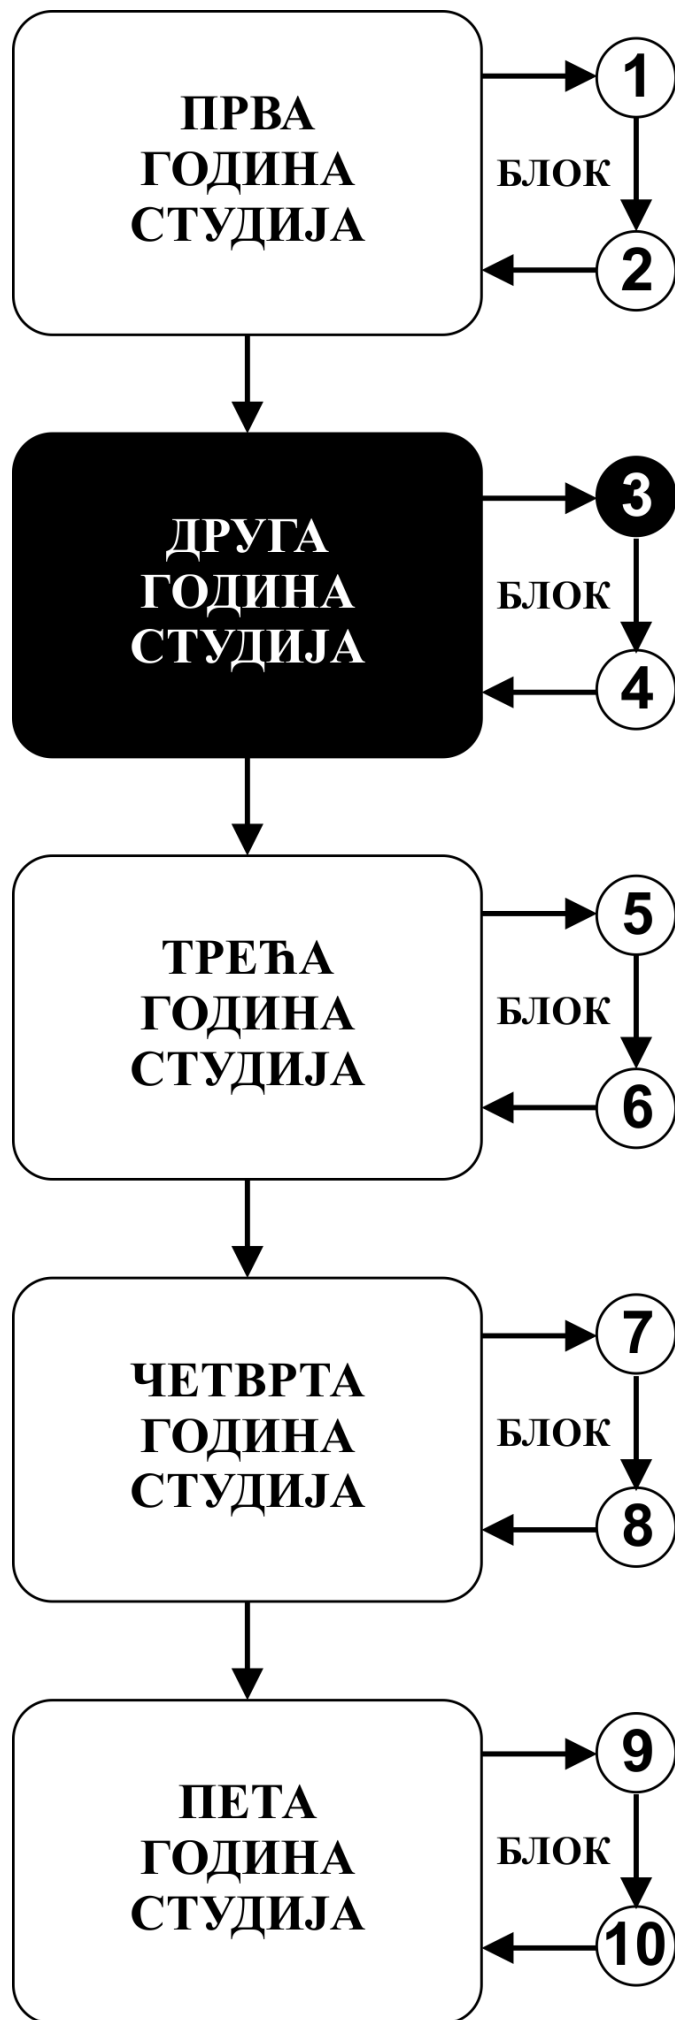 ПРВА
ГОДИНА
СТУДИЈА
1
БЛОК
2
ДРУГА
ГОДИНА
СТУДИЈА
3
БЛОК
4
ТРЕЋА
ГОДИНА
СТУДИЈА
5
БЛОК
6
ЧЕТВРТА
ГОДИНА
СТУДИЈА
7
БЛОК
8
ПЕТА
ГОДИНА
СТУДИЈА
9
БЛОК
10